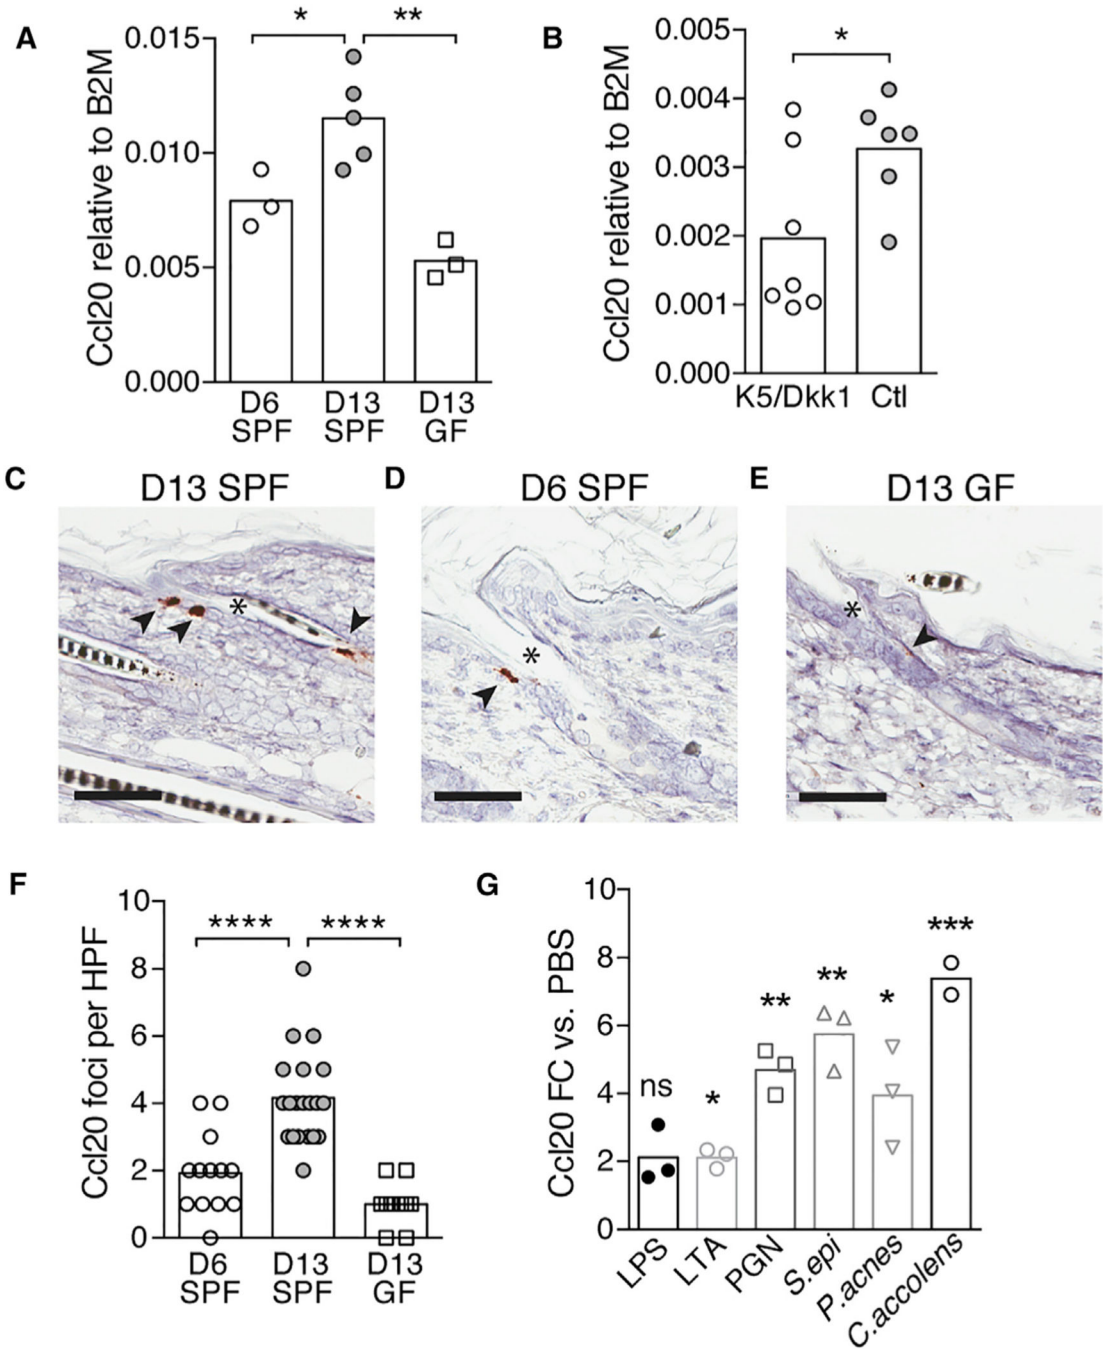 A
Ccl20 relative to B2M
0.015
0.010
0.005
0.000
*
**
D6
SPF
D13
SPF
D13
GF
B
Ccl20 relative to B2M
0.005
0.004
0.003
0.002
0.001
0.000
*
K5/Dkk1
Ctl
C
D13 SPF
*
D
D6 SPF
*
E
D13 GF
*
F
Ccl20 foci per HPF
10
8
6
4
2
0
****
****
D6
SPF
D13
SPF
D13
GF
G
Ccl20 FC vs. PBS
10
8
6
4
2
0
ns
*
**
**
*
***
LPS
LTA
PGN
S.epi
P.acnes
C.accolens